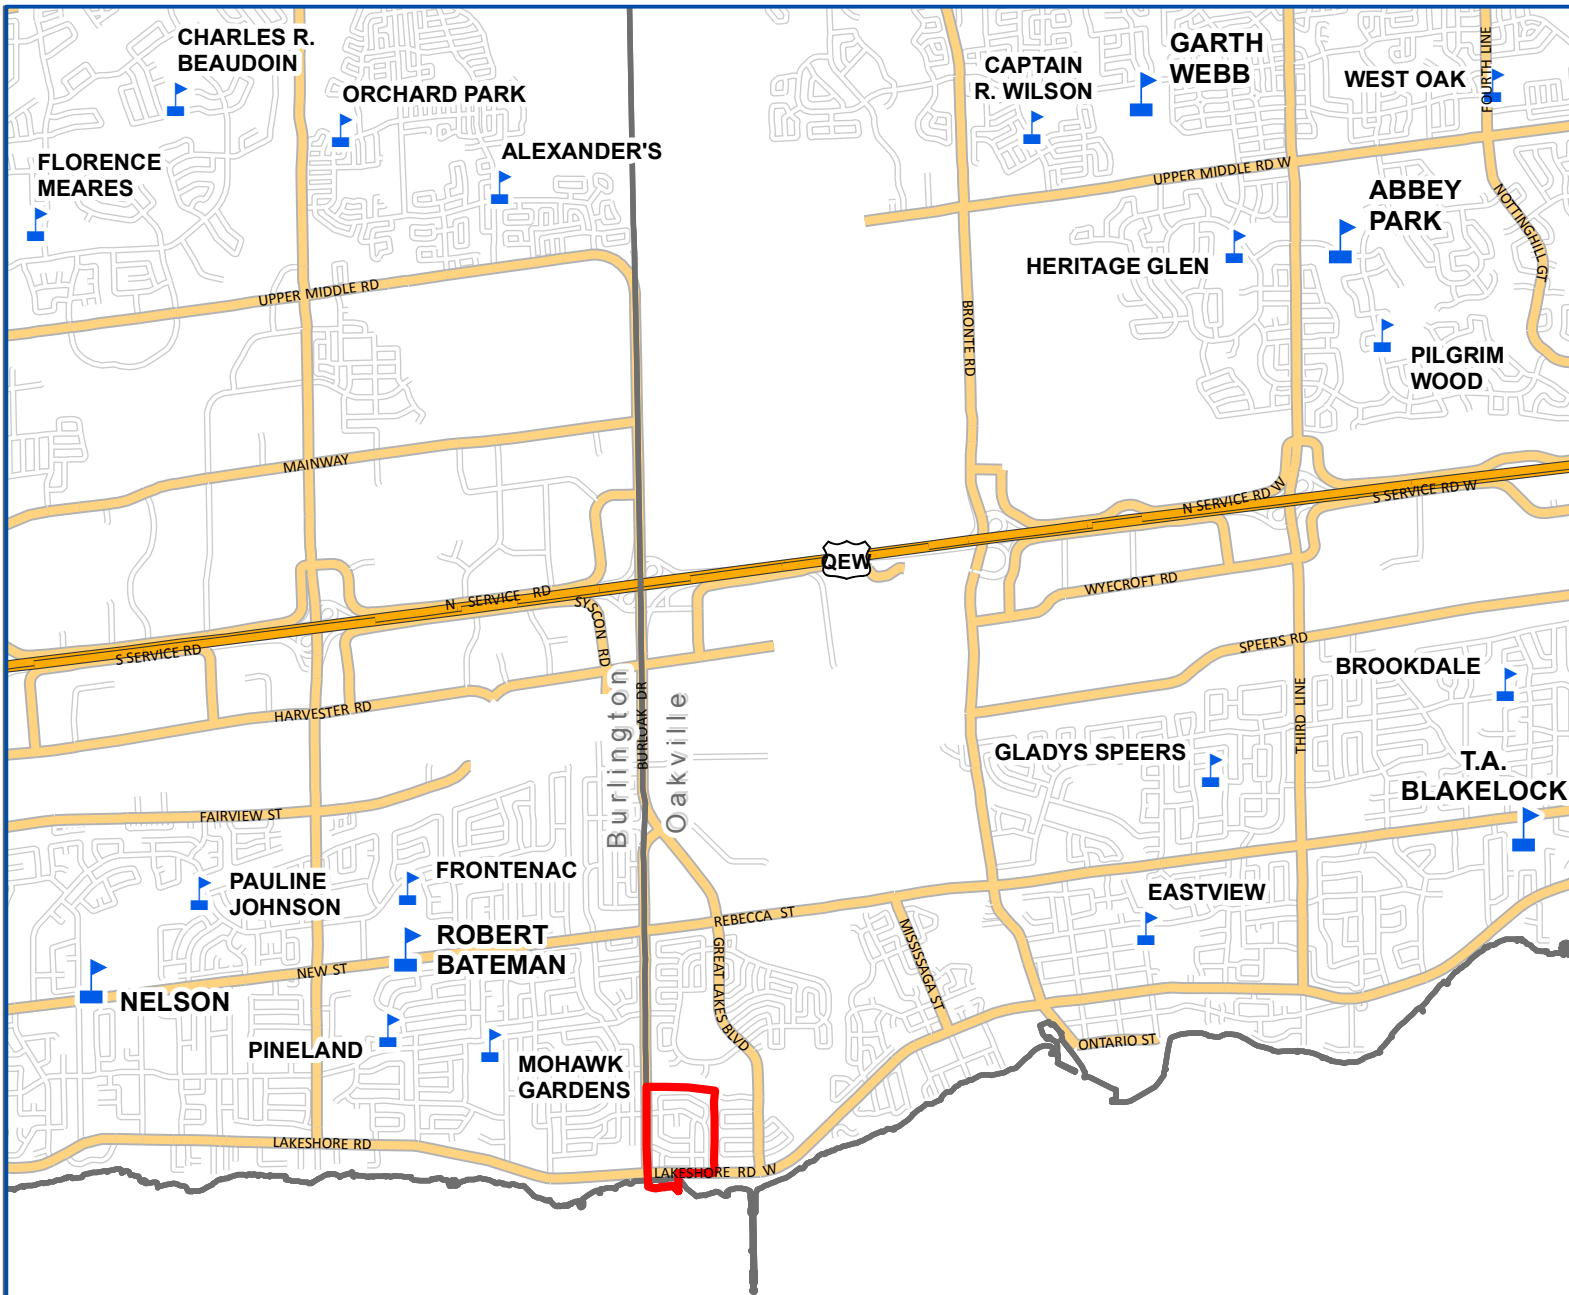 CHARLES R.
BEAUDOIN
ORCHARD PARK
ALEXANDER'S
FLORENCE
MEARES
CAPTAIN
R. WILSON
GARTH
WEBB
WEST OAK
FOURTH LINE
UPPER MIDDLE RD W
ABBEY
PARK
NOTTINGHILL GT
HERITAGE GLEN
UPPER MIDDLE RD
BRONTE RD
PILGRIM
WOOD
MAINWAY
N SERVICE RD W
S SERVICE RD W
QEW
WYECROFT RD
N SERVICE RD
SYSCON RD
S SERVICE RD
SPEERS RD
BROOKDALE
HARVESTER RD
Burlington
BURLOAK DR
Oakville
THIRD LINE
GLADYS SPEERS
T.A.
BLAKELOCK
FAIRVIEW ST
FRONTENAC
PAULINE
JOHNSON
EASTVIEW
REBECCA ST
ROBERT
BATEMAN
NEW ST
MISSISSAGA ST
GREAT LAKES BLVD
NELSON
PINELAND
MOHAWK
GARDENS
ONTARIO ST
LAKESHORE RD
LAKESHORE RD W